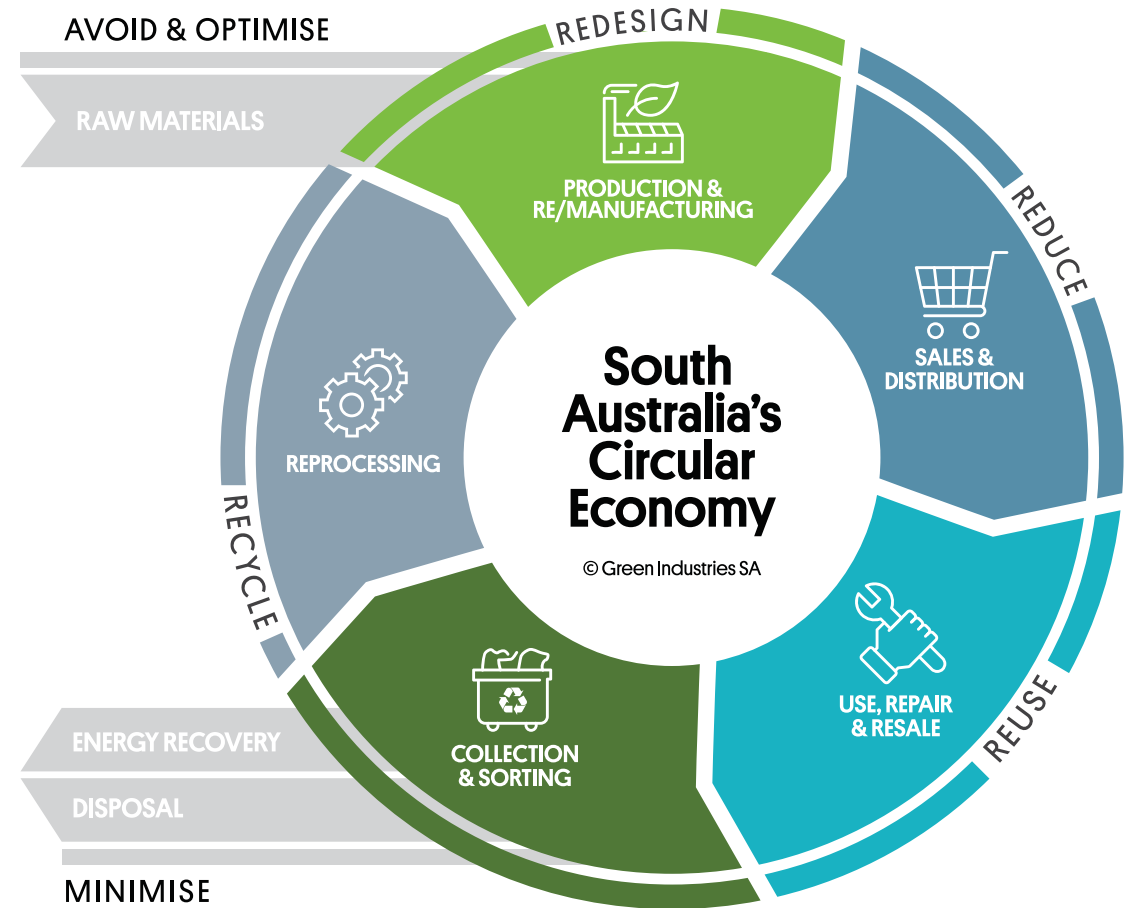 AVOID & OPTIMISE
RAW MATERIALS
REDESIGN
PRODUCTION &
RE/MANUFACTURING
REDUCE
SALES &
DISTRIBUTION
South
Australia's
Circular
Economy
© Green Industries SA
REUSE
USE, REPAIR
& RESALE
COLLECTION
& SORTING
RECYCLE
REPROCESSING
ENERGY RECOVERY
DISPOSAL
MINIMISE